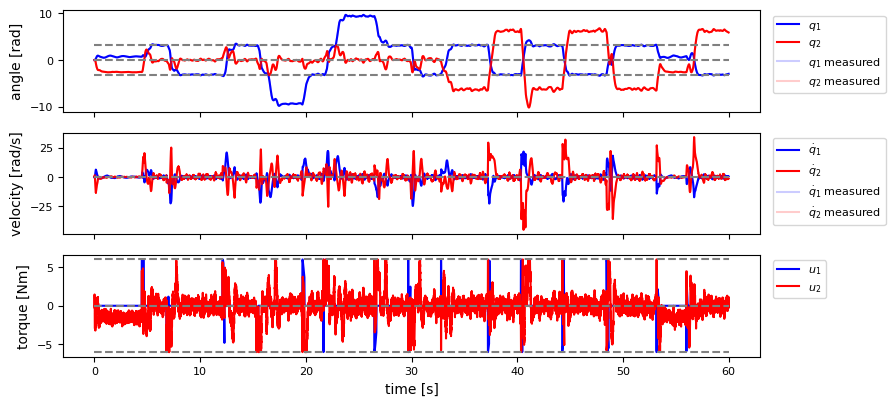 10
0
−10
angle [rad]
q1
q2
q1 measured
q2 measured
25
0
−25
velocity [rad/s]
q̇1
q̇2
q̇1 measured
q̇2 measured
5
0
−5
torque [Nm]
u1
u2
0 10 20 30 40 50 60
time [s]